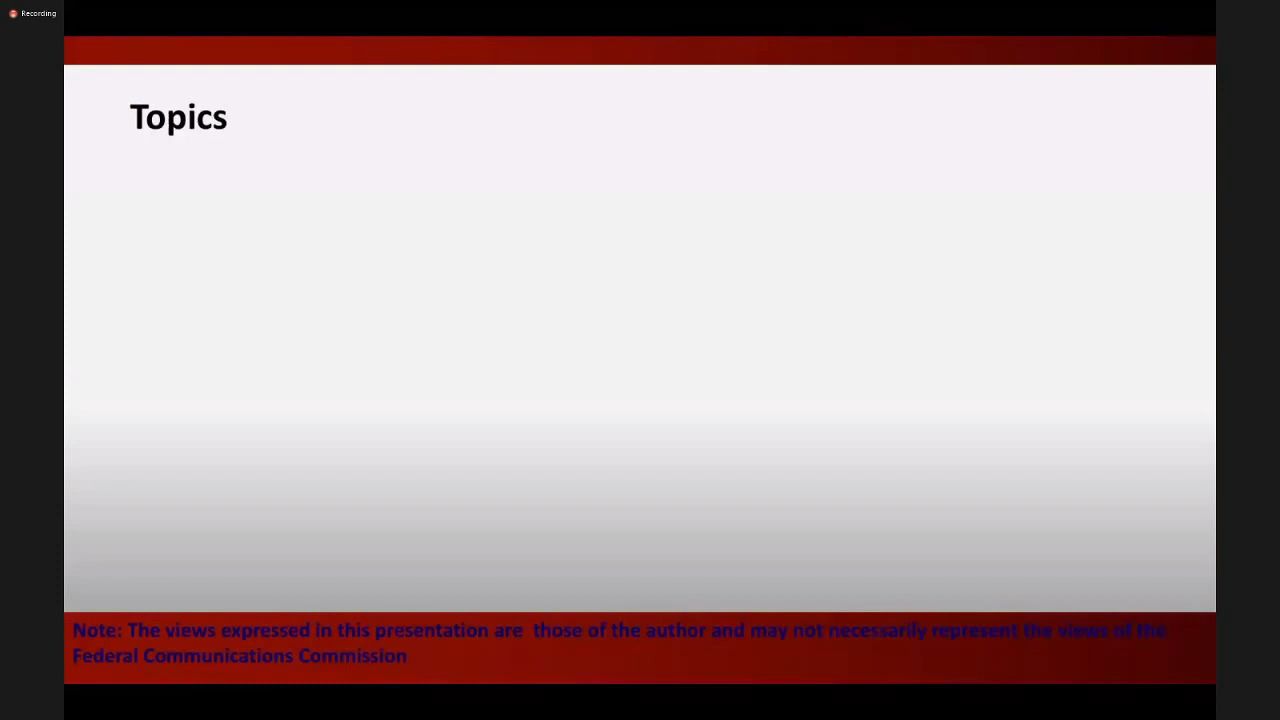 Recording
Topics
Note: The views expressed in this presentation are those of the author and may not necessarily represent the views of the
Federal Communications Commission